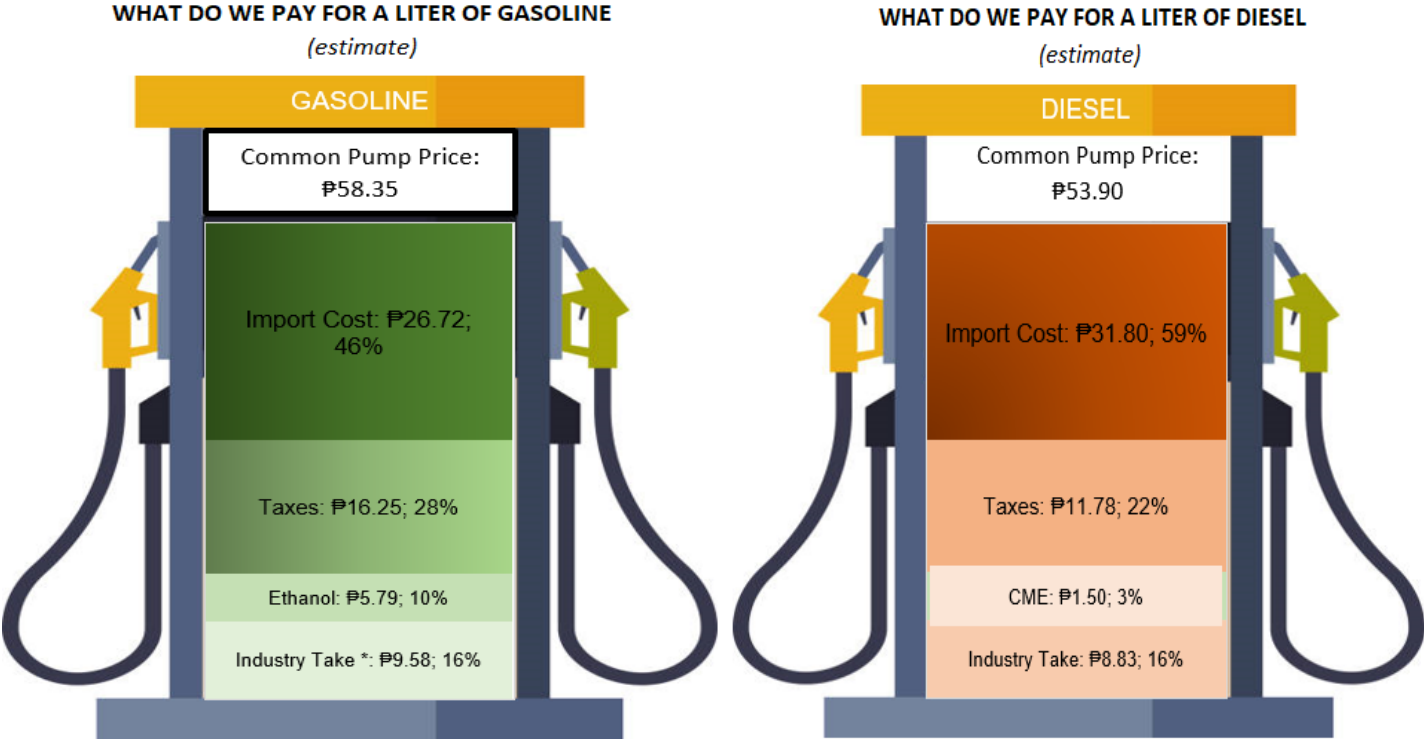 WHAT DO WE PAY FOR A LITER OF GASOLINE
(estimate)
GASOLINE
Common Pump Price:
₱58.35
Import Cost: ₱26.72;
46%
Taxes: ₱16.25; 28%
Ethanol: ₱5.79; 10%
Industry Take *: ₱9.58; 16%
WHAT DO WE PAY FOR A LITER OF DIESEL
(estimate)
DIESEL
Common Pump Price:
₱53.90
Import Cost: ₱31.80; 59%
Taxes: ₱11.78; 22%
CME: ₱1.50; 3%
Industry Take: ₱8.83; 16%